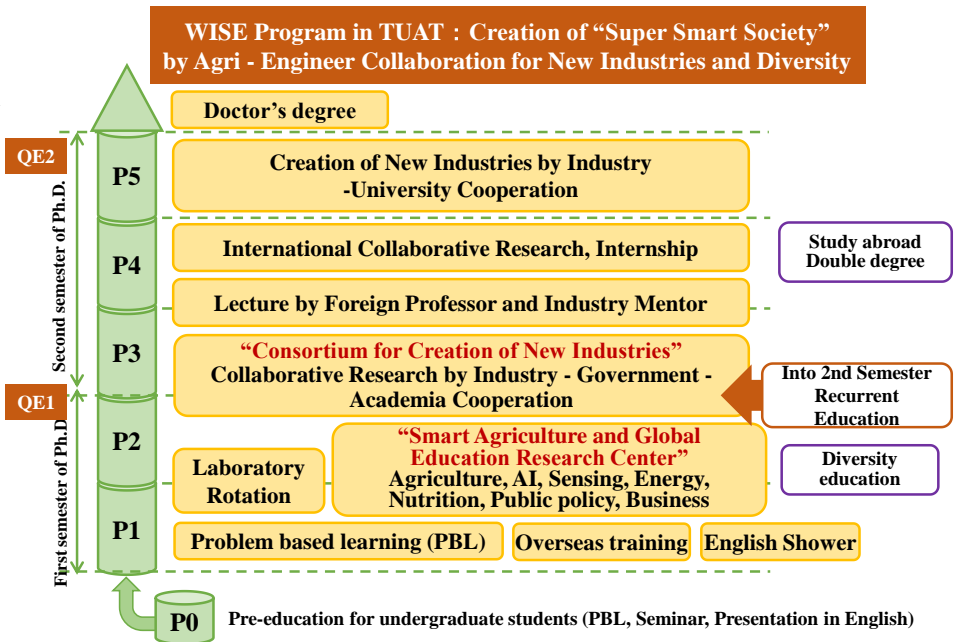 WISE Program in TUAT：Creation of “Super Smart Society”
by Agri - Engineer Collaboration for New Industries and Diversity
Doctor’s degree
QE2
P5
Creation of New Industries by Industry
-University Cooperation
Second semester of Ph.D.
P4
International Collaborative Research, Internship
Study abroad
Double degree
Lecture by Foreign Professor and Industry Mentor
P3
“Consortium for Creation of New Industries”
Collaborative Research by Industry - Government -
Academia Cooperation
Into 2nd Semester
Recurrent
Education
QE1
First semester of Ph.D.
P2
Laboratory
Rotation
“Smart Agriculture and Global
Education Research Center”
Agriculture, AI, Sensing, Energy,
Nutrition, Public policy, Business
Diversity
education
P1
Problem based learning (PBL)
Overseas training
English Shower
P0
Pre-education for undergraduate students (PBL, Seminar, Presentation in English)